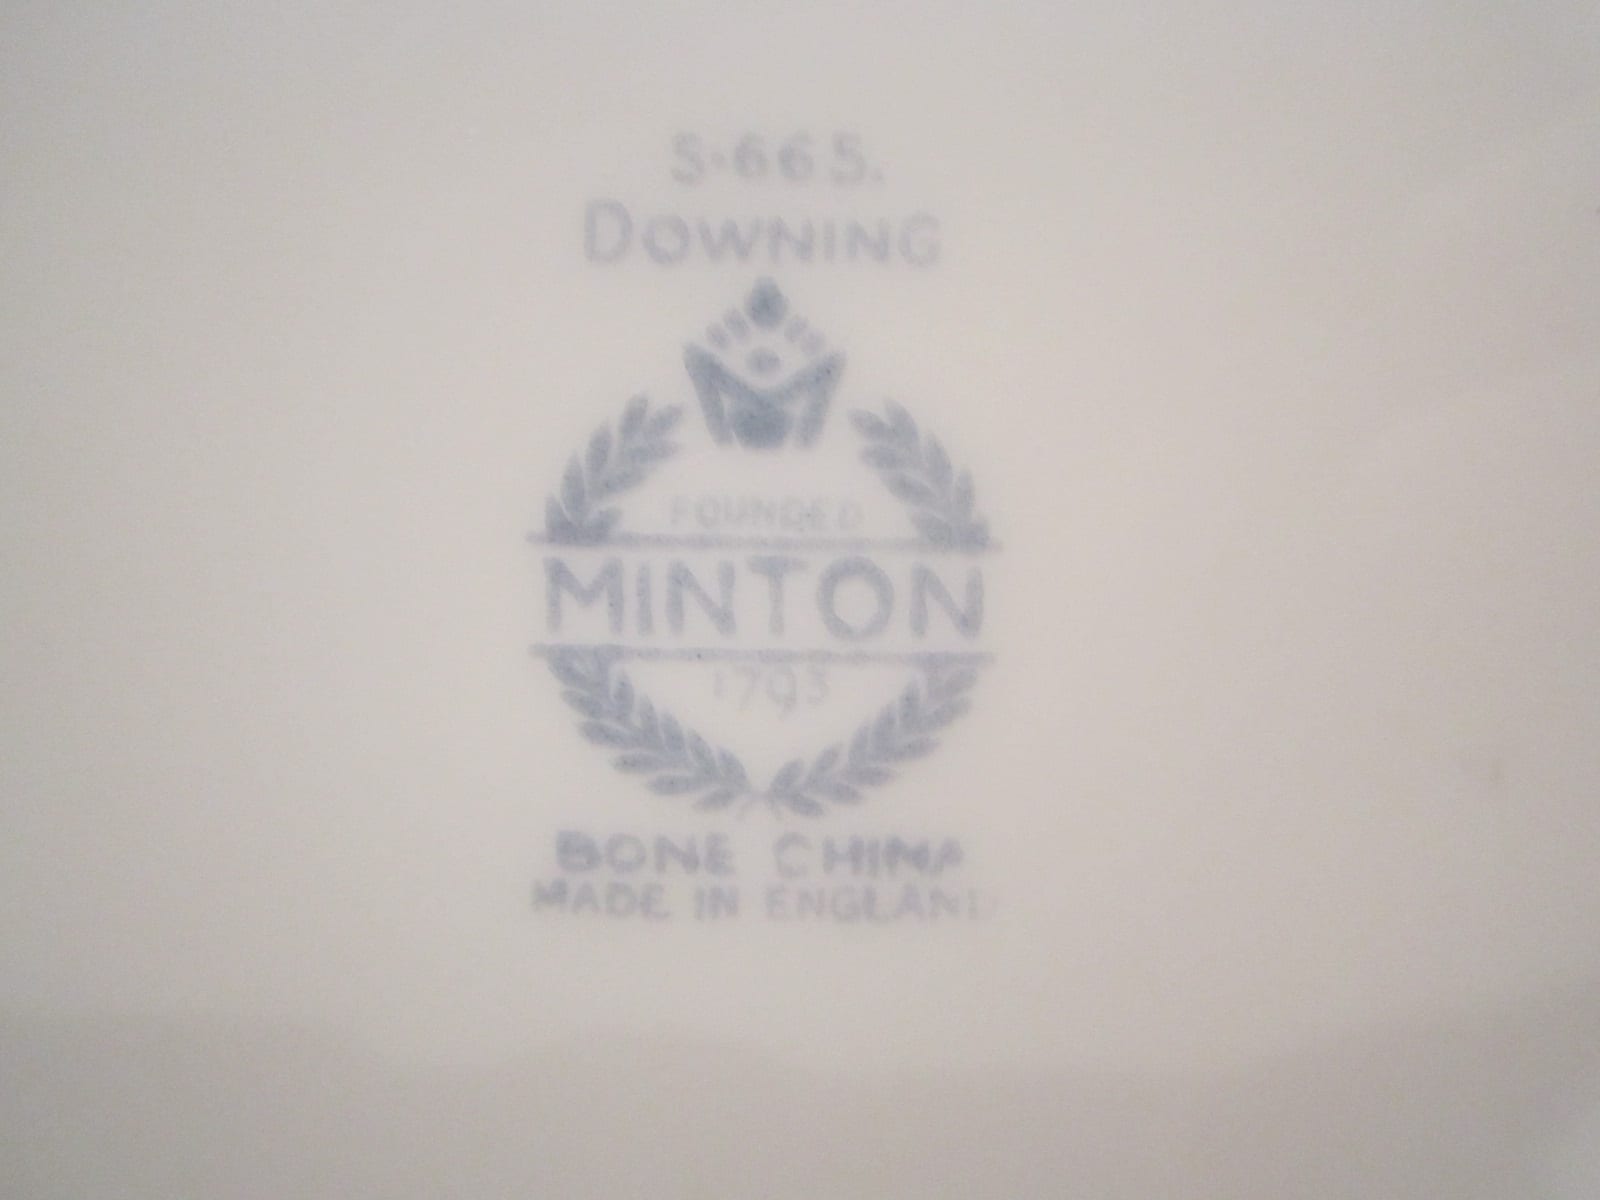 S·665.
DOWNING
FOUNDED
MINTON
1793
BONE CHINA
MADE IN ENGLAND